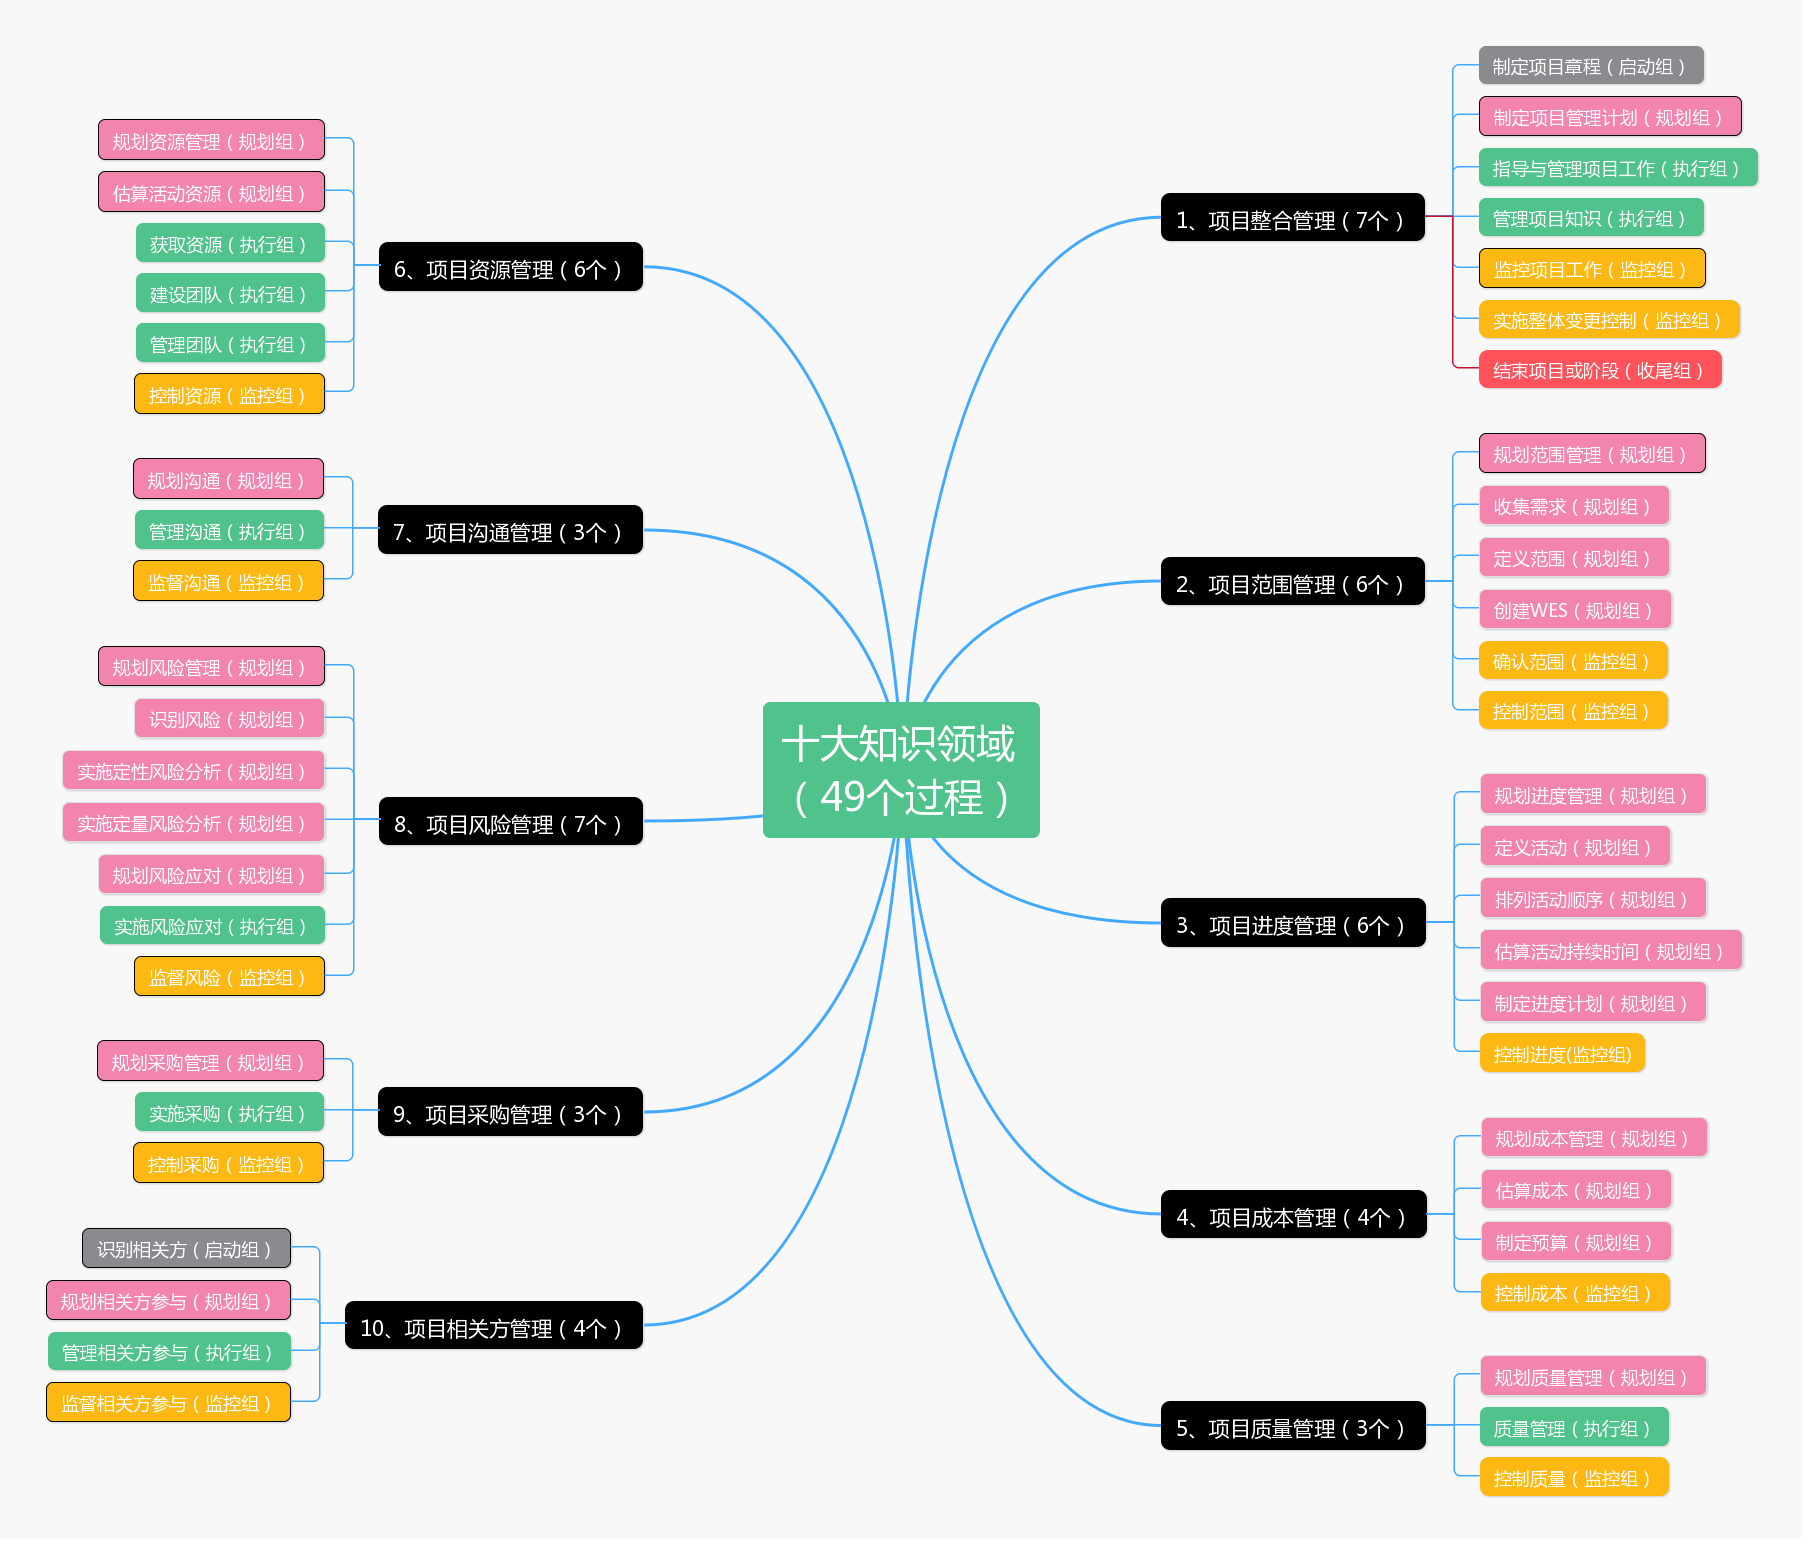 十大知识领域
（49个过程）
1、项目整合管理（7个）
制定项目章程（启动组）
制定项目管理计划（规划组）
指导与管理项目工作（执行组）
管理项目知识（执行组）
监控项目工作（监控组）
实施整体变更控制（监控组）
结束项目或阶段（收尾组）
2、项目范围管理（6个）
规划范围管理（规划组）
收集需求（规划组）
定义范围（规划组）
创建WES（规划组）
确认范围（监控组）
控制范围（监控组）
3、项目进度管理（6个）
规划进度管理（规划组）
定义活动（规划组）
排列活动顺序（规划组）
估算活动持续时间（规划组）
制定进度计划（规划组）
控制进度(监控组)
4、项目成本管理（4个）
规划成本管理（规划组）
估算成本（规划组）
制定预算（规划组）
控制成本（监控组）
5、项目质量管理（3个）
规划质量管理（规划组）
质量管理（执行组）
控制质量（监控组）
6、项目资源管理（6个）
规划资源管理（规划组）
估算活动资源（规划组）
获取资源（执行组）
建设团队（执行组）
管理团队（执行组）
控制资源（监控组）
7、项目沟通管理（3个）
规划沟通（规划组）
管理沟通（执行组）
监督沟通（监控组）
8、项目风险管理（7个）
规划风险管理（规划组）
识别风险（规划组）
实施定性风险分析（规划组）
实施定量风险分析（规划组）
规划风险应对（规划组）
实施风险应对（执行组）
监督风险（监控组）
9、项目采购管理（3个）
规划采购管理（规划组）
实施采购（执行组）
控制采购（监控组）
10、项目相关方管理（4个）
识别相关方（启动组）
规划相关方参与（规划组）
管理相关方参与（执行组）
监督相关方参与（监控组）